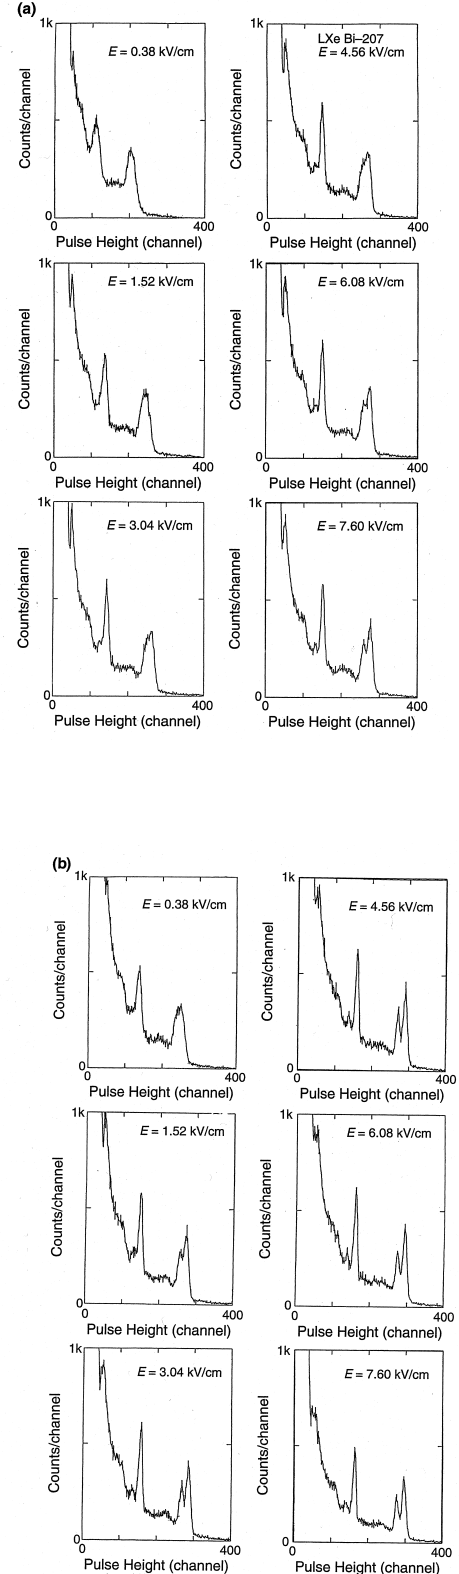 (a)
1k
E = 0.38 kV/cm
Counts/channel
0
0
400
Pulse Height (channel)
1k
LXe Bi–207
E = 4.56 kV/cm
Counts/channel
0
0
400
Pulse Height (channel)
1k
E = 1.52 kV/cm
Counts/channel
0
0
400
Pulse Height (channel)
1k
E = 6.08 kV/cm
Counts/channel
0
0
400
Pulse Height (channel)
1k
E = 3.04 kV/cm
Counts/channel
0
0
400
Pulse Height (channel)
1k
E = 7.60 kV/cm
Counts/channel
0
0
400
Pulse Height (channel)
(b)
1k
E = 0.38 kV/cm
Counts/channel
0
0
400
Pulse Height (channel)
1k
E = 4.56 kV/cm
Counts/channel
0
0
400
Pulse Height (channel)
1k
E = 1.52 kV/cm
Counts/channel
0
0
400
Pulse Height (channel)
1k
E = 6.08 kV/cm
Counts/channel
0
0
400
Pulse Height (channel)
1k
E = 3.04 kV/cm
Counts/channel
0
0
400
Pulse Height (channel)
1k
E = 7.60 kV/cm
Counts/channel
0
0
400
Pulse Height (channel)